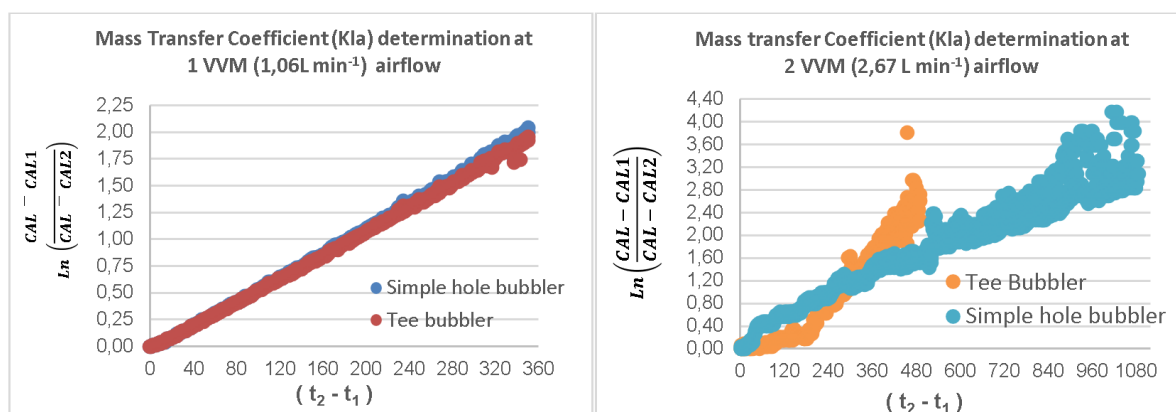 Mass Transfer Coefficient (Kla) determination at
1 VVM (1,06L min⁻¹) airflow
2,25
2,00
1,75
1,50
1,25
1,00
0,75
0,50
0,25
0,00
Ln (CAL − CAL1 / CAL − CAL2)
Simple hole bubbler
Tee bubbler
0 40 80 120 160 200 240 280 320 360
( t₂ - t₁ )
Mass transfer Coefficient (Kla) determination at
2 VVM (2,67 L min⁻¹) airflow
4,40
4,00
3,60
3,20
2,80
2,40
2,00
1,60
1,20
0,80
0,40
0,00
Ln (CAL − CAL1 / CAL − CAL2)
Tee Bubbler
Simple hole bubbler
0 120 240 360 480 600 720 840 960 1080
( t₂ - t₁ )